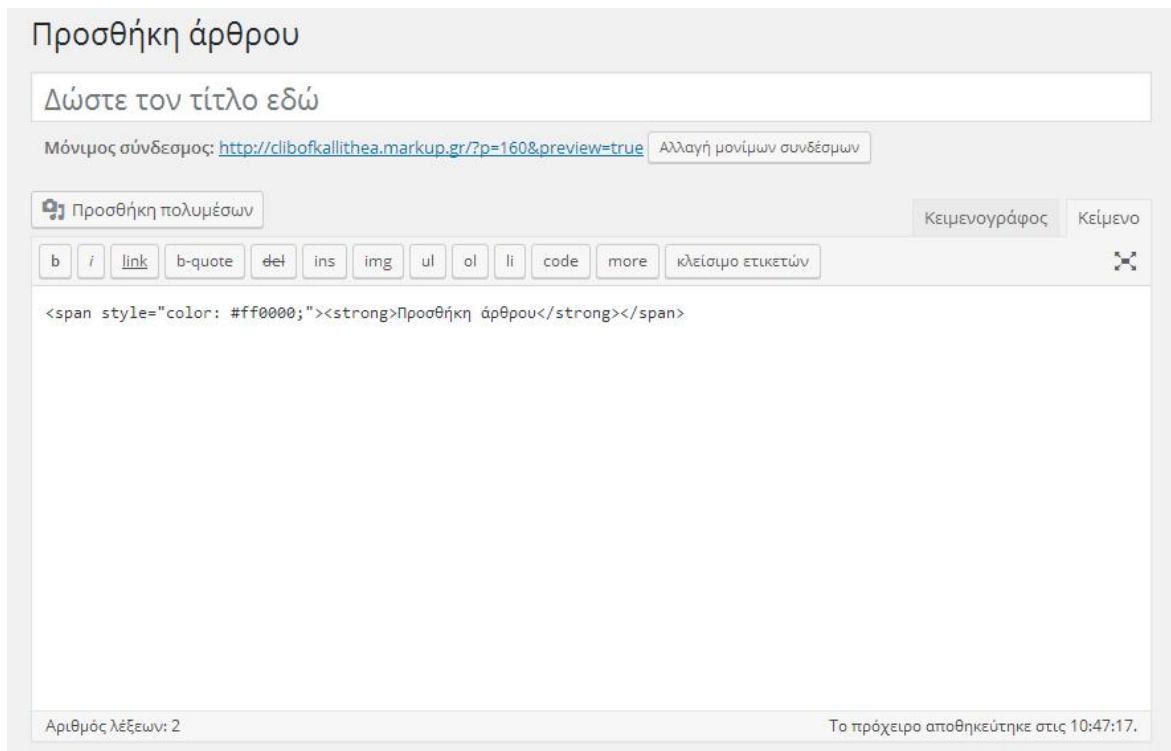 Προσθήκη άρθρου
Δώστε τον τίτλο εδώ
Μόνιμος σύνδεσμος: http://clibofkallithea.markup.gr/?p=160&preview=true Αλλαγή μονίμων συνδέσμων
Προσθήκη πολυμέσων
Κειμενογράφος Κείμενο
b i link b-quote del ins img ul ol li code more κλείσιμο ετικετών
<span style="color: #ff0000;"><strong>Προσθήκη άρθρου</strong></span>
Αριθμός λέξεων: 2 Το πρόχειρο αποθηκεύτηκε στις 10:47:17.